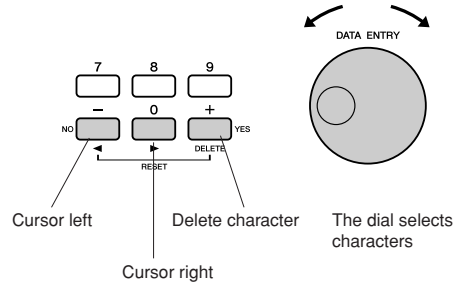 DATA ENTRY
7 8 9
– 0 +
NO YES
◄ ► DELETE
RESET
Cursor left
Delete character
The dial selects
characters
Cursor right